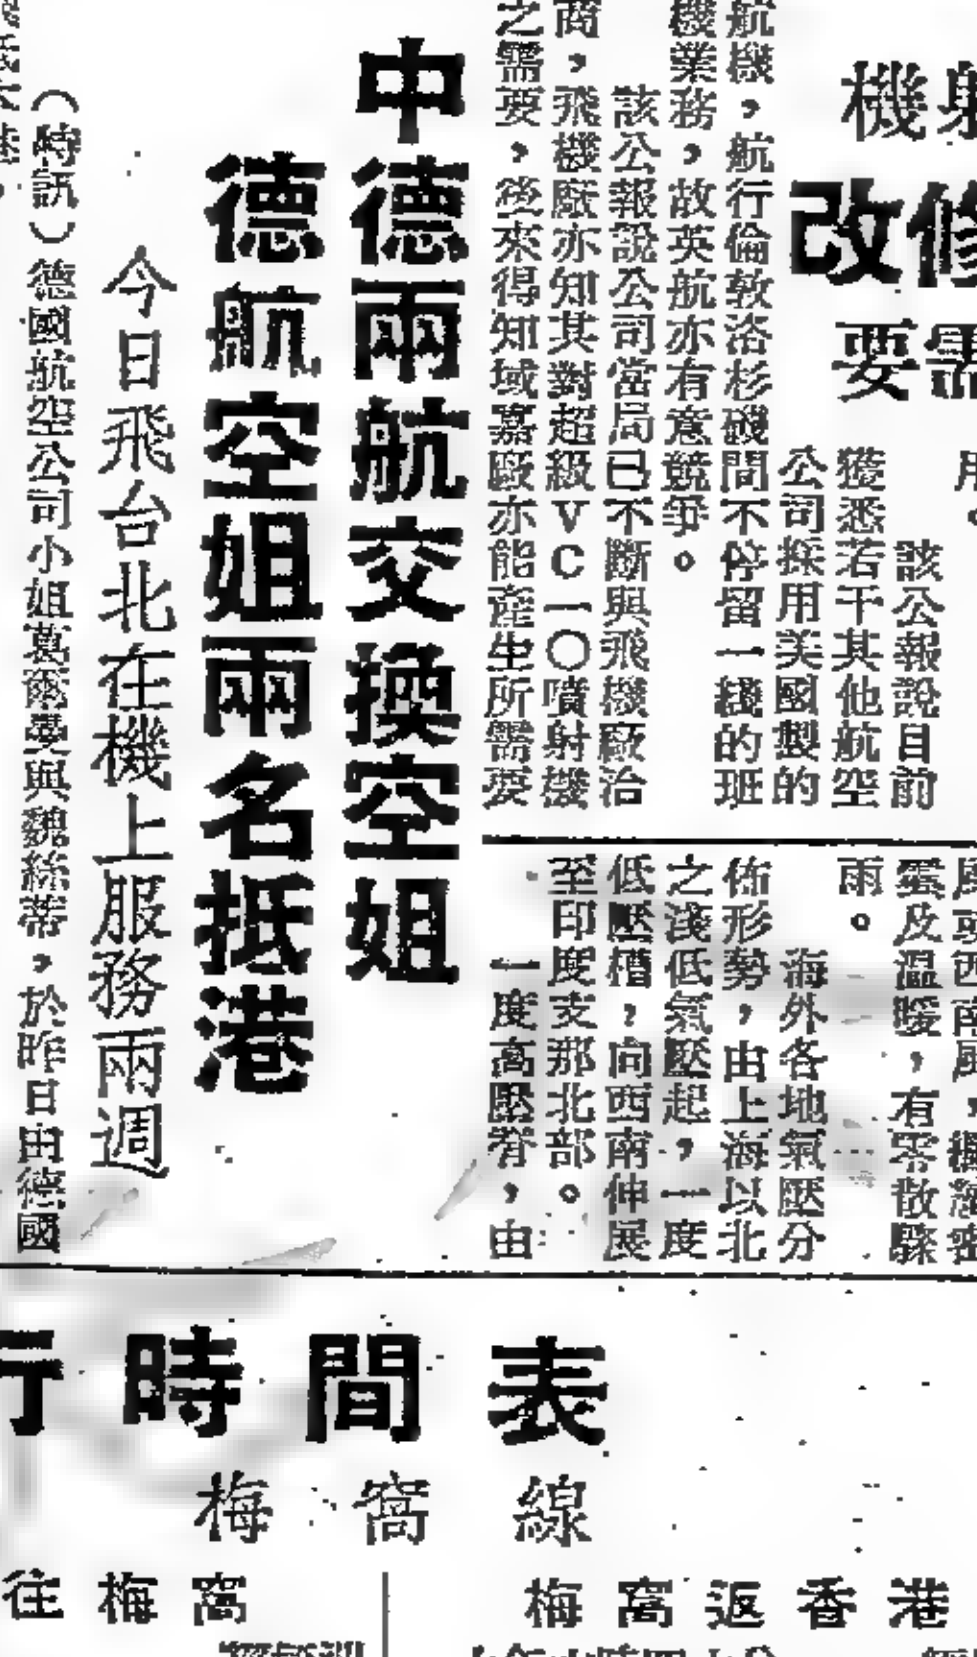 機
改修
要需
用。
該公報說目前
獲悉若干其他航空
公司採用美國製的
航機，航行倫敦洛杉磯間不停留一綫的班
機業務，故英航亦有意競爭。
該公報說公司當局已不斷與飛機廠洽
商，飛機廠亦知其對超級VC一〇噴射機
之需要，後來得知域嘉廠亦能產生所需要
雲及溫暖，有零散驟
雨。
海外各地氣壓分
佈形勢，由上海以北
之淺低氣壓起，一度
低壓槽，向西南伸展
至印度支那北部。
一度高壓脊，由
中德兩航交換空姐
德航空姐兩名抵港
今日飛台北在機上服務兩週
（時訊）德國航空公司小姐葛爾曼與魏絲蒂，於昨日由德國
行時間表
梅窩線
往梅窩
梅窩返香港